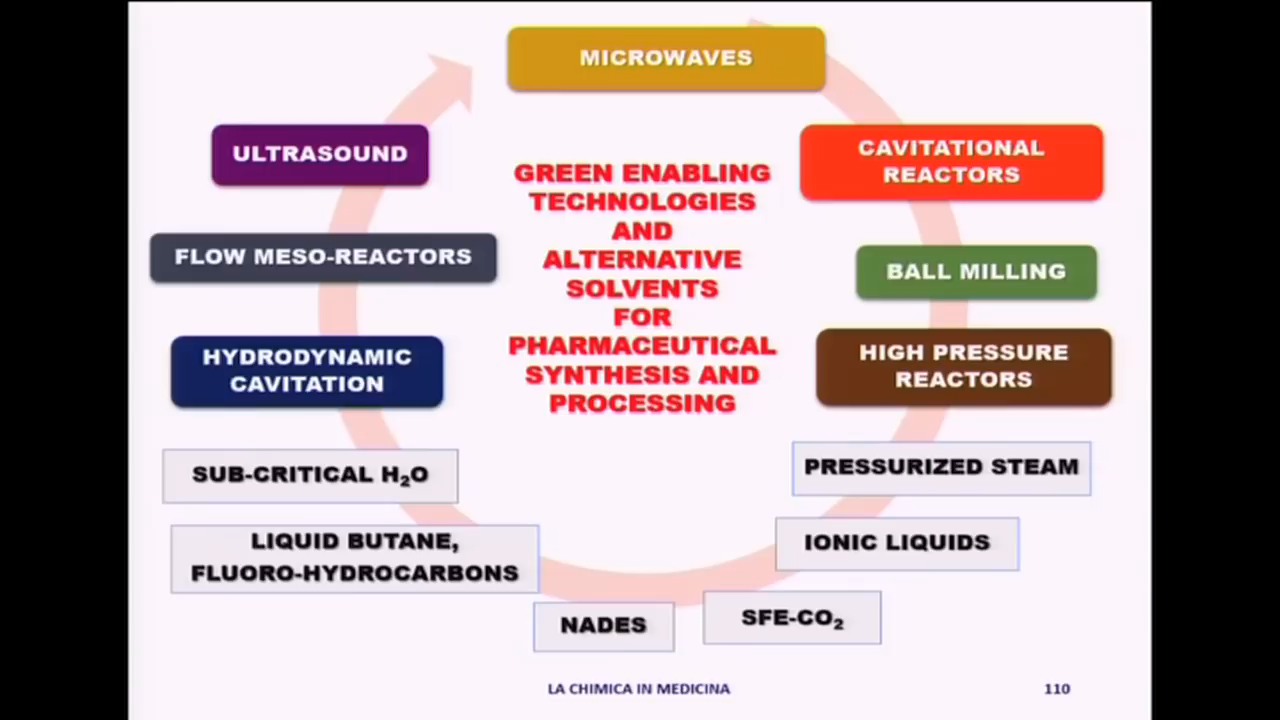 MICROWAVES
ULTRASOUND
CAVITATIONAL
REACTORS
GREEN ENABLING
TECHNOLOGIES
AND
ALTERNATIVE
SOLVENTS
FOR
PHARMACEUTICAL
SYNTHESIS AND
PROCESSING
FLOW MESO-REACTORS
BALL MILLING
HYDRODYNAMIC
CAVITATION
HIGH PRESSURE
REACTORS
SUB-CRITICAL H₂O
PRESSURIZED STEAM
LIQUID BUTANE,
FLUORO-HYDROCARBONS
IONIC LIQUIDS
NADES
SFE-CO₂
LA CHIMICA IN MEDICINA
110